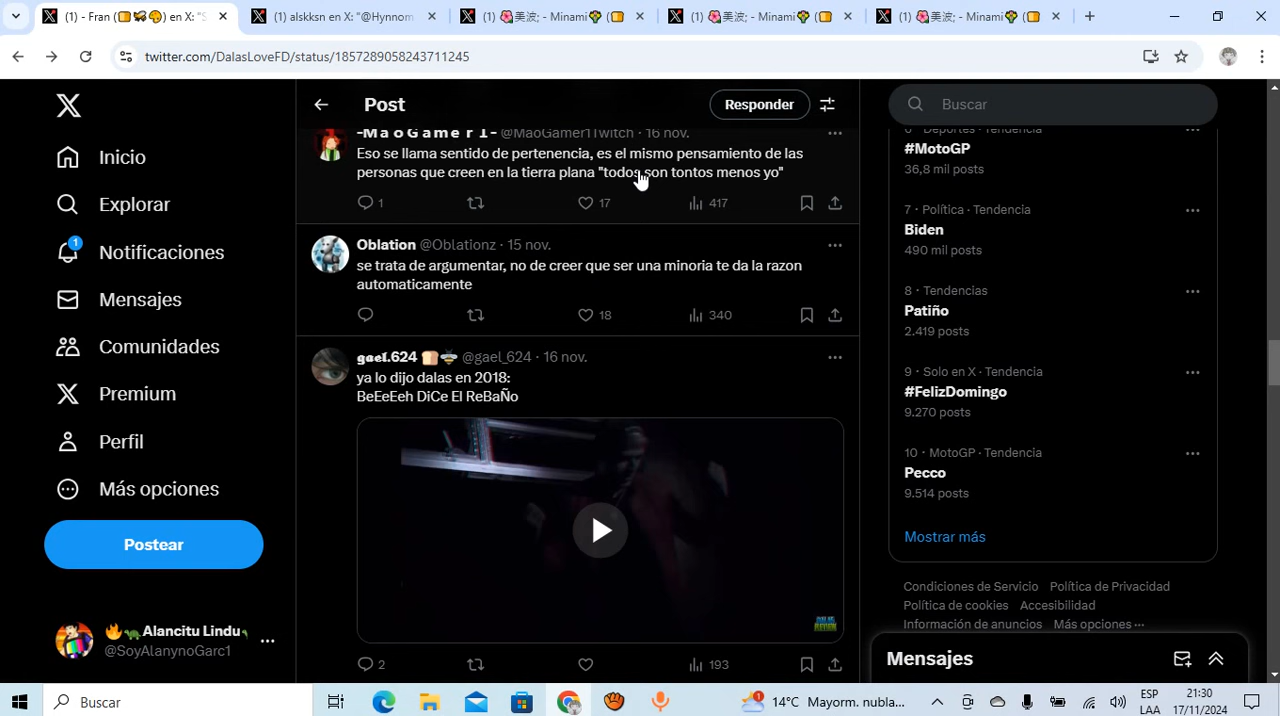 - Fran (🍞🐝) en X: "S
alskksn en X: "@Hynnom
(1) 🌺美波; - Minami🌳 (🍞
(1) 🌺美波; - Minami🌳 (🍞
(1) 🌺美波; - Minami🌳 (🍞
twitter.com/DalasLoveFD/status/1857289058243711245
Post
Responder
Buscar
Inicio
Explorar
1
Notificaciones
Mensajes
Comunidades
Premium
Perfil
Más opciones
Postear
🔥🐢Alancitu Lindu
@SoyAlanynoGarc1
-M a o G a m e r 1- @MaoGamer1Twitch · 16 nov.
Eso se llama sentido de pertenencia, es el mismo pensamiento de las
personas que creen en la tierra plana "todos son tontos menos yo"
1 17 417
Oblation @Oblationz · 15 nov.
se trata de argumentar, no de creer que ser una minoria te da la razon
automaticamente
18 340
gael.624 🍞🐝 @gael_624 · 16 nov.
ya lo dijo dalas en 2018:
BeEeEeh DiCe El ReBaÑo
2 193
6 · Deportes · Tendencia
#MotoGP
36,8 mil posts
7 · Política · Tendencia
Biden
490 mil posts
8 · Tendencias
Patiño
2.419 posts
9 · Solo en X · Tendencia
#FelizDomingo
9.270 posts
10 · MotoGP · Tendencia
Pecco
9.514 posts
Mostrar más
Condiciones de Servicio Política de Privacidad
Política de cookies Accesibilidad
Información de anuncios Más opciones ···
Mensajes
Buscar
14°C Mayorm. nubla...
ESP
LAA
21:30
17/11/2024